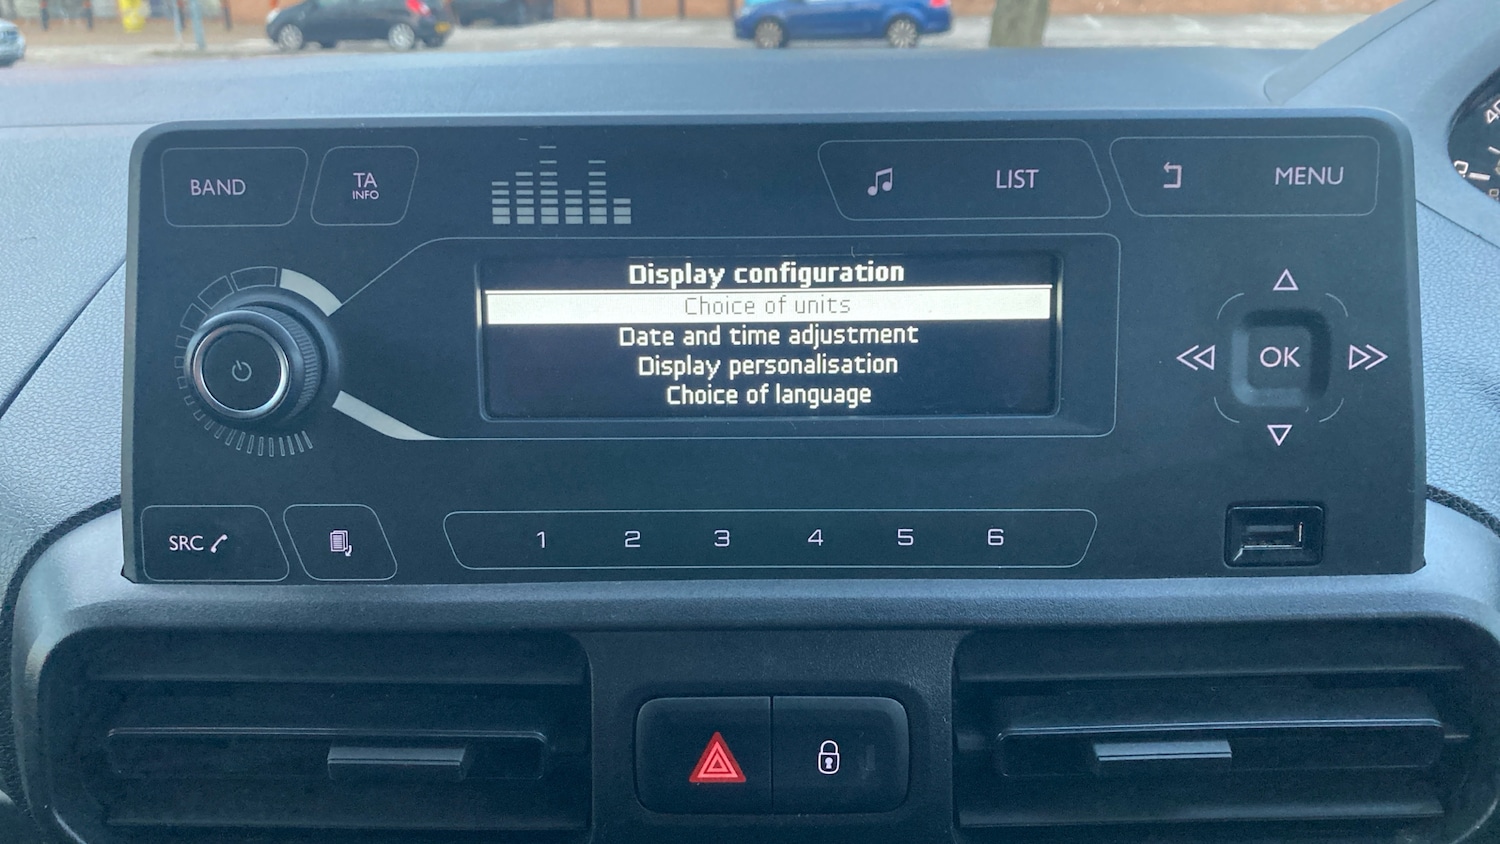 BAND
TA
INFO
LIST
MENU
Display configuration
Choice of units
Date and time adjustment
Display personalisation
Choice of language
OK
SRC
1 2 3 4 5 6